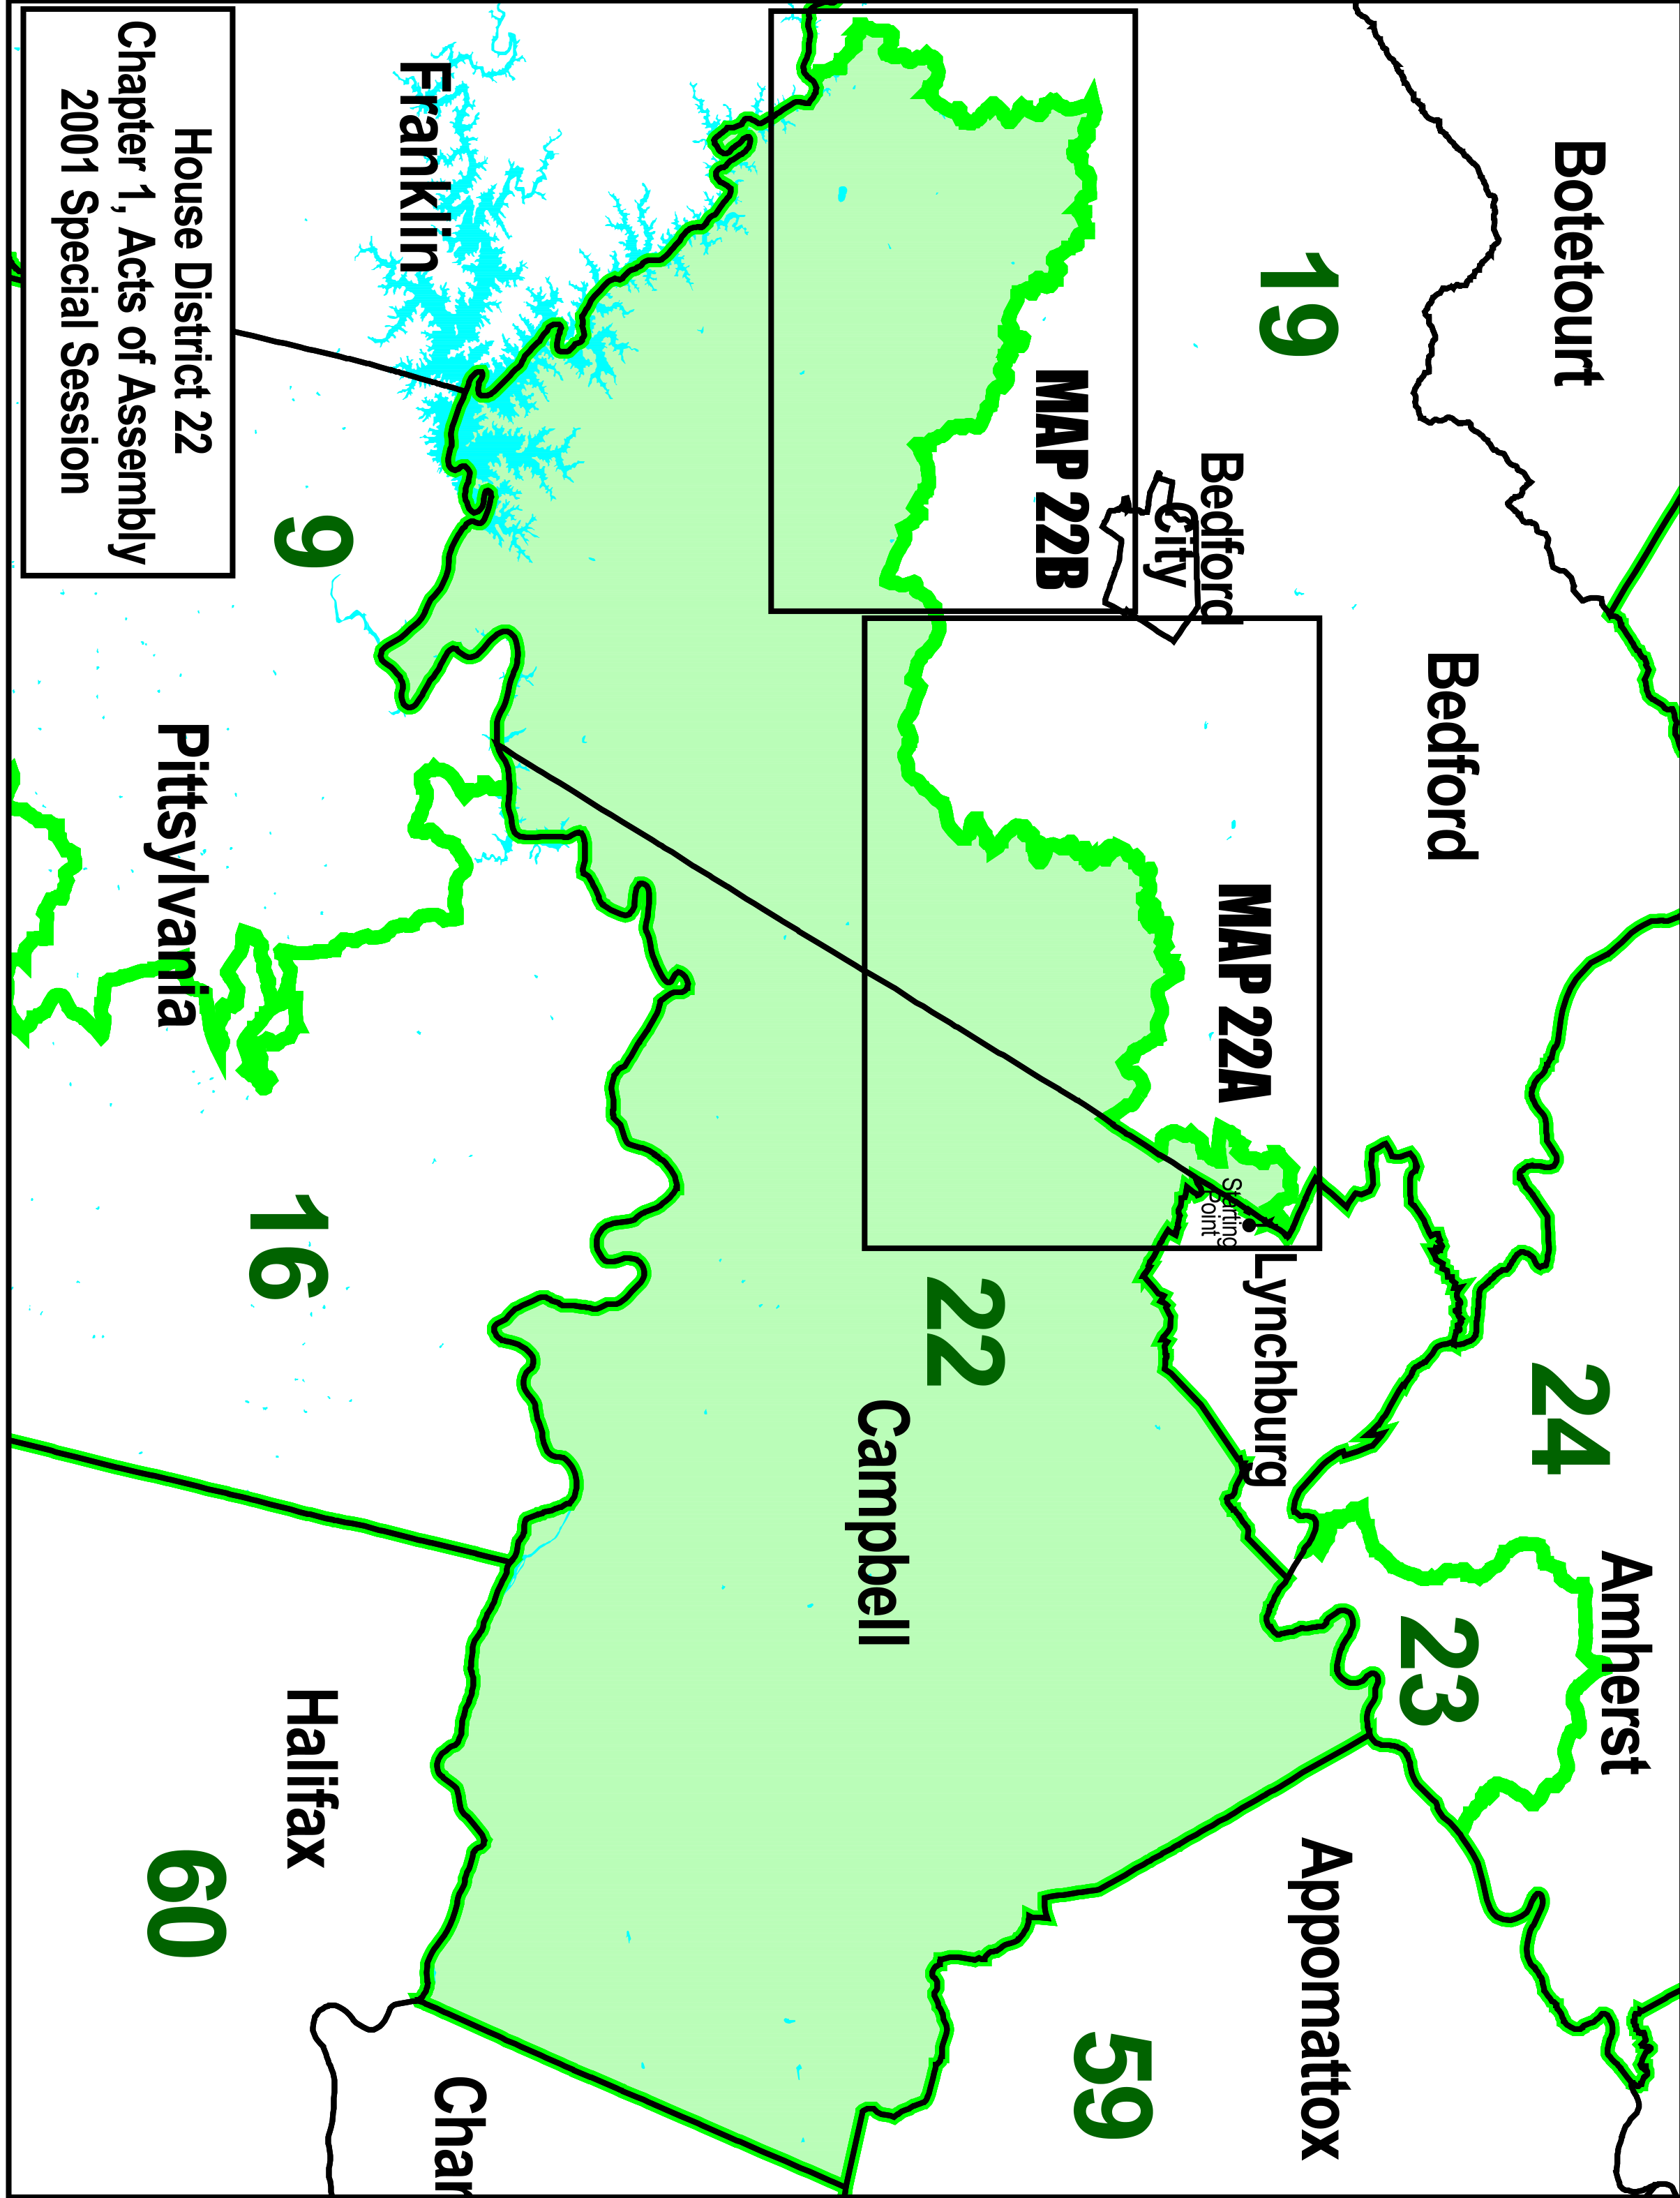 Botetourt
19
Bedford
24
Amherst
23
Bedford
City
MAP 22B
MAP 22A
Starting
Point
Lynchburg
22
Campbell
Appomattox
59
Franklin
9
Pittsylvania
16
Halifax
60
Char
House District 22
Chapter 1, Acts of Assembly
2001 Special Session